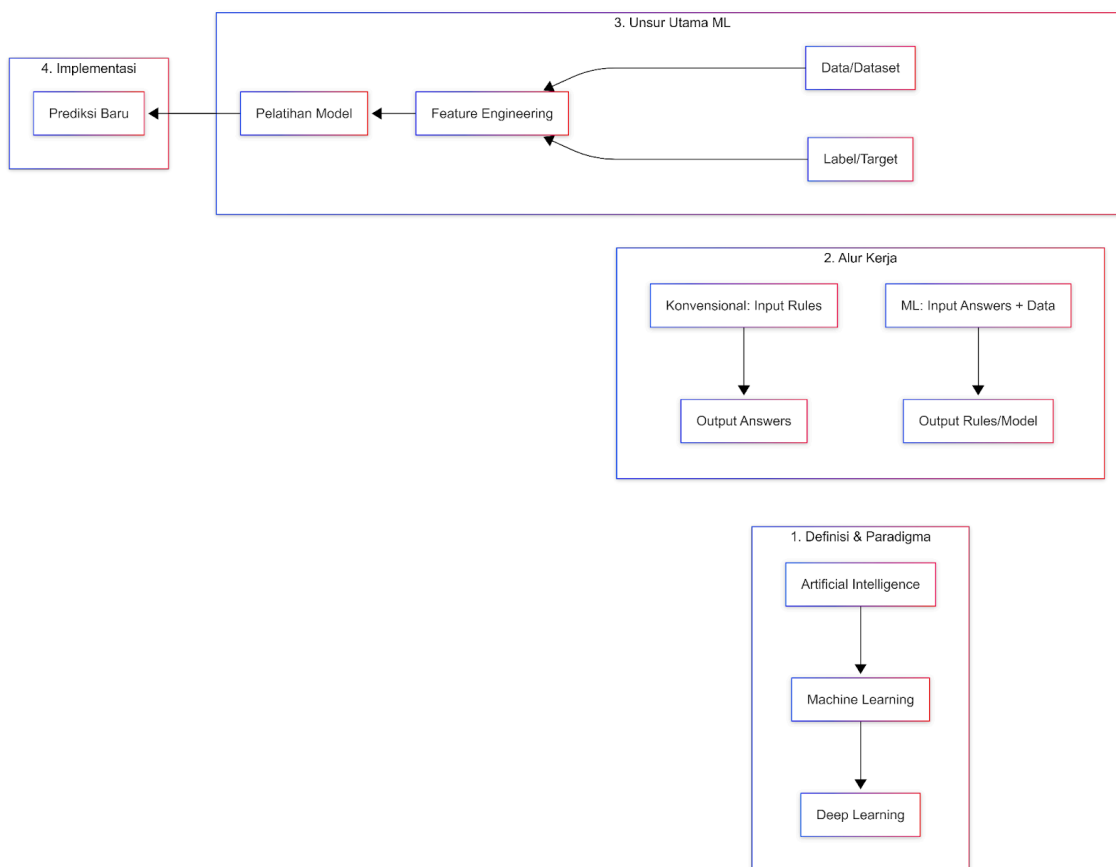 3. Unsur Utama ML
Data/Dataset
4. Implementasi
Prediksi Baru
Pelatihan Model
Feature Engineering
Label/Target
2. Alur Kerja
Konvensional: Input Rules
ML: Input Answers + Data
Output Answers
Output Rules/Model
1. Definisi & Paradigma
Artificial Intelligence
Machine Learning
Deep Learning